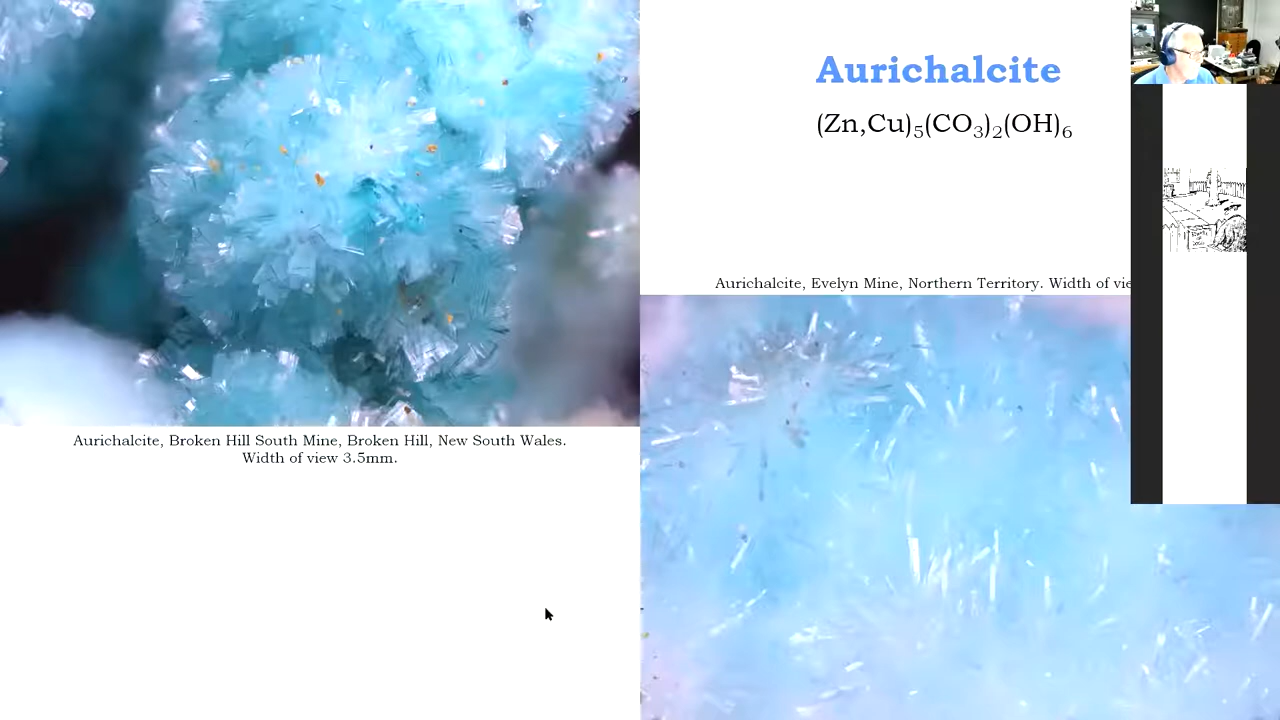 Aurichalcite
(Zn,Cu)₅(CO₃)₂(OH)₆
Aurichalcite, Evelyn Mine, Northern Territory. Width of
Aurichalcite, Broken Hill South Mine, Broken Hill, New South Wales.
Width of view 3.5mm.